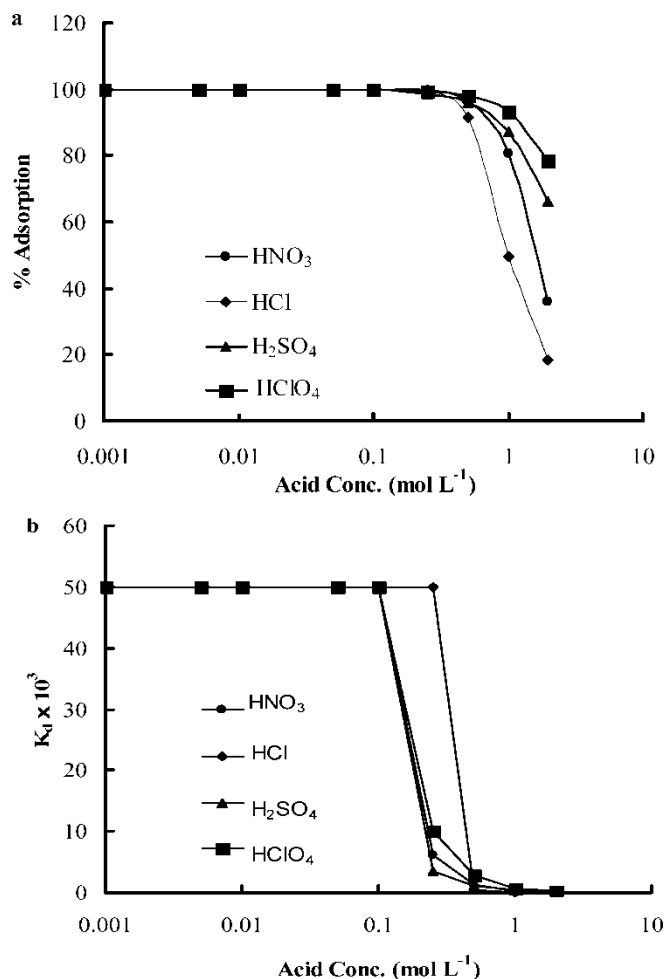 a
120
100
80
60
40
20
0
% Adsorption
HNO₃
HCl
H₂SO₄
HClO₄
0.001 0.01 0.1 1 10
Acid Conc. (mol L⁻¹)
b
60
50
40
30
20
10
0
K_d x 10³
HNO₃
HCl
H₂SO₄
HClO₄
0.001 0.01 0.1 1 10
Acid Conc. (mol L⁻¹)